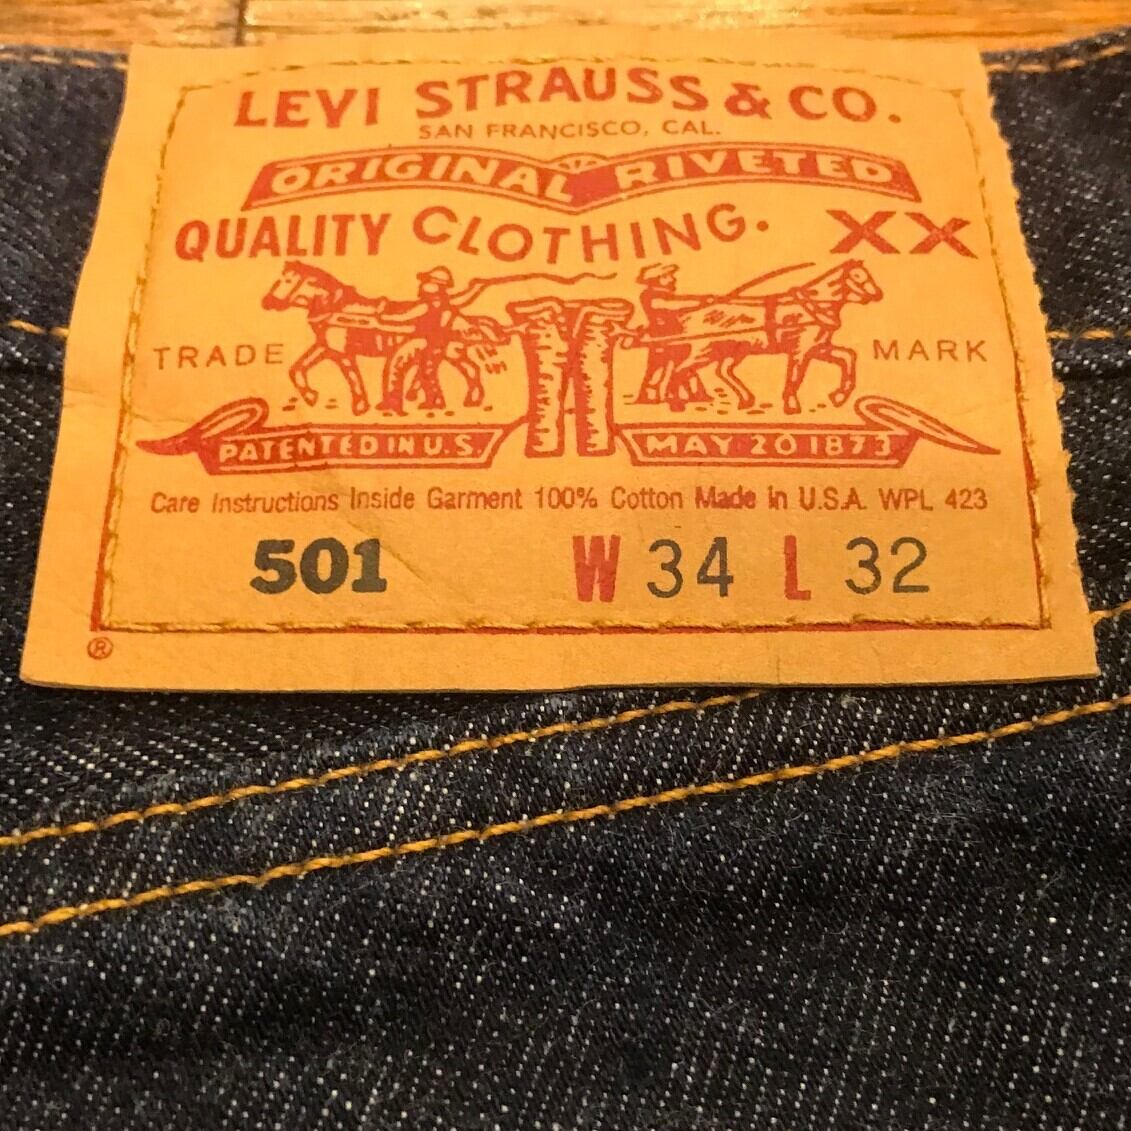 LEVI STRAUSS & CO.
SAN FRANCISCO, CAL.
ORIGINAL RIVETED
QUALITY CLOTHING. XX
TRADE MARK
PATENTED IN U.S. MAY 20 1873
Care Instructions Inside Garment 100% Cotton Made in U.S.A. WPL 423
501 W 34 L 32
®